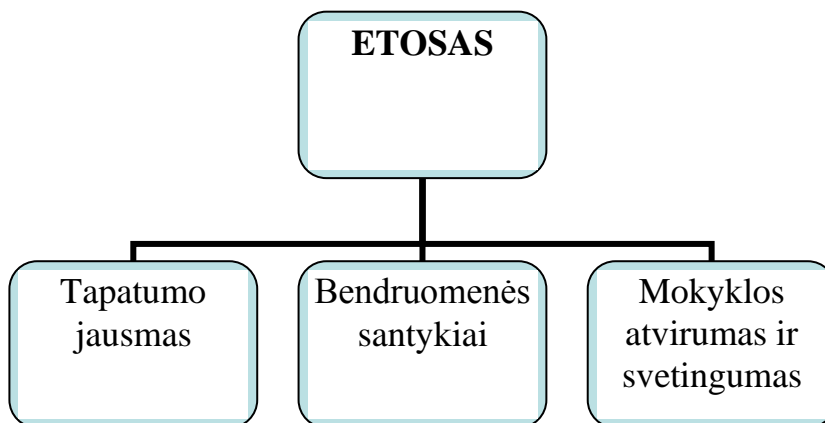 ETOSAS
Tapatumo
jausmas
Bendruomenės
santykiai
Mokyklos
atvirumas ir
svetingumas